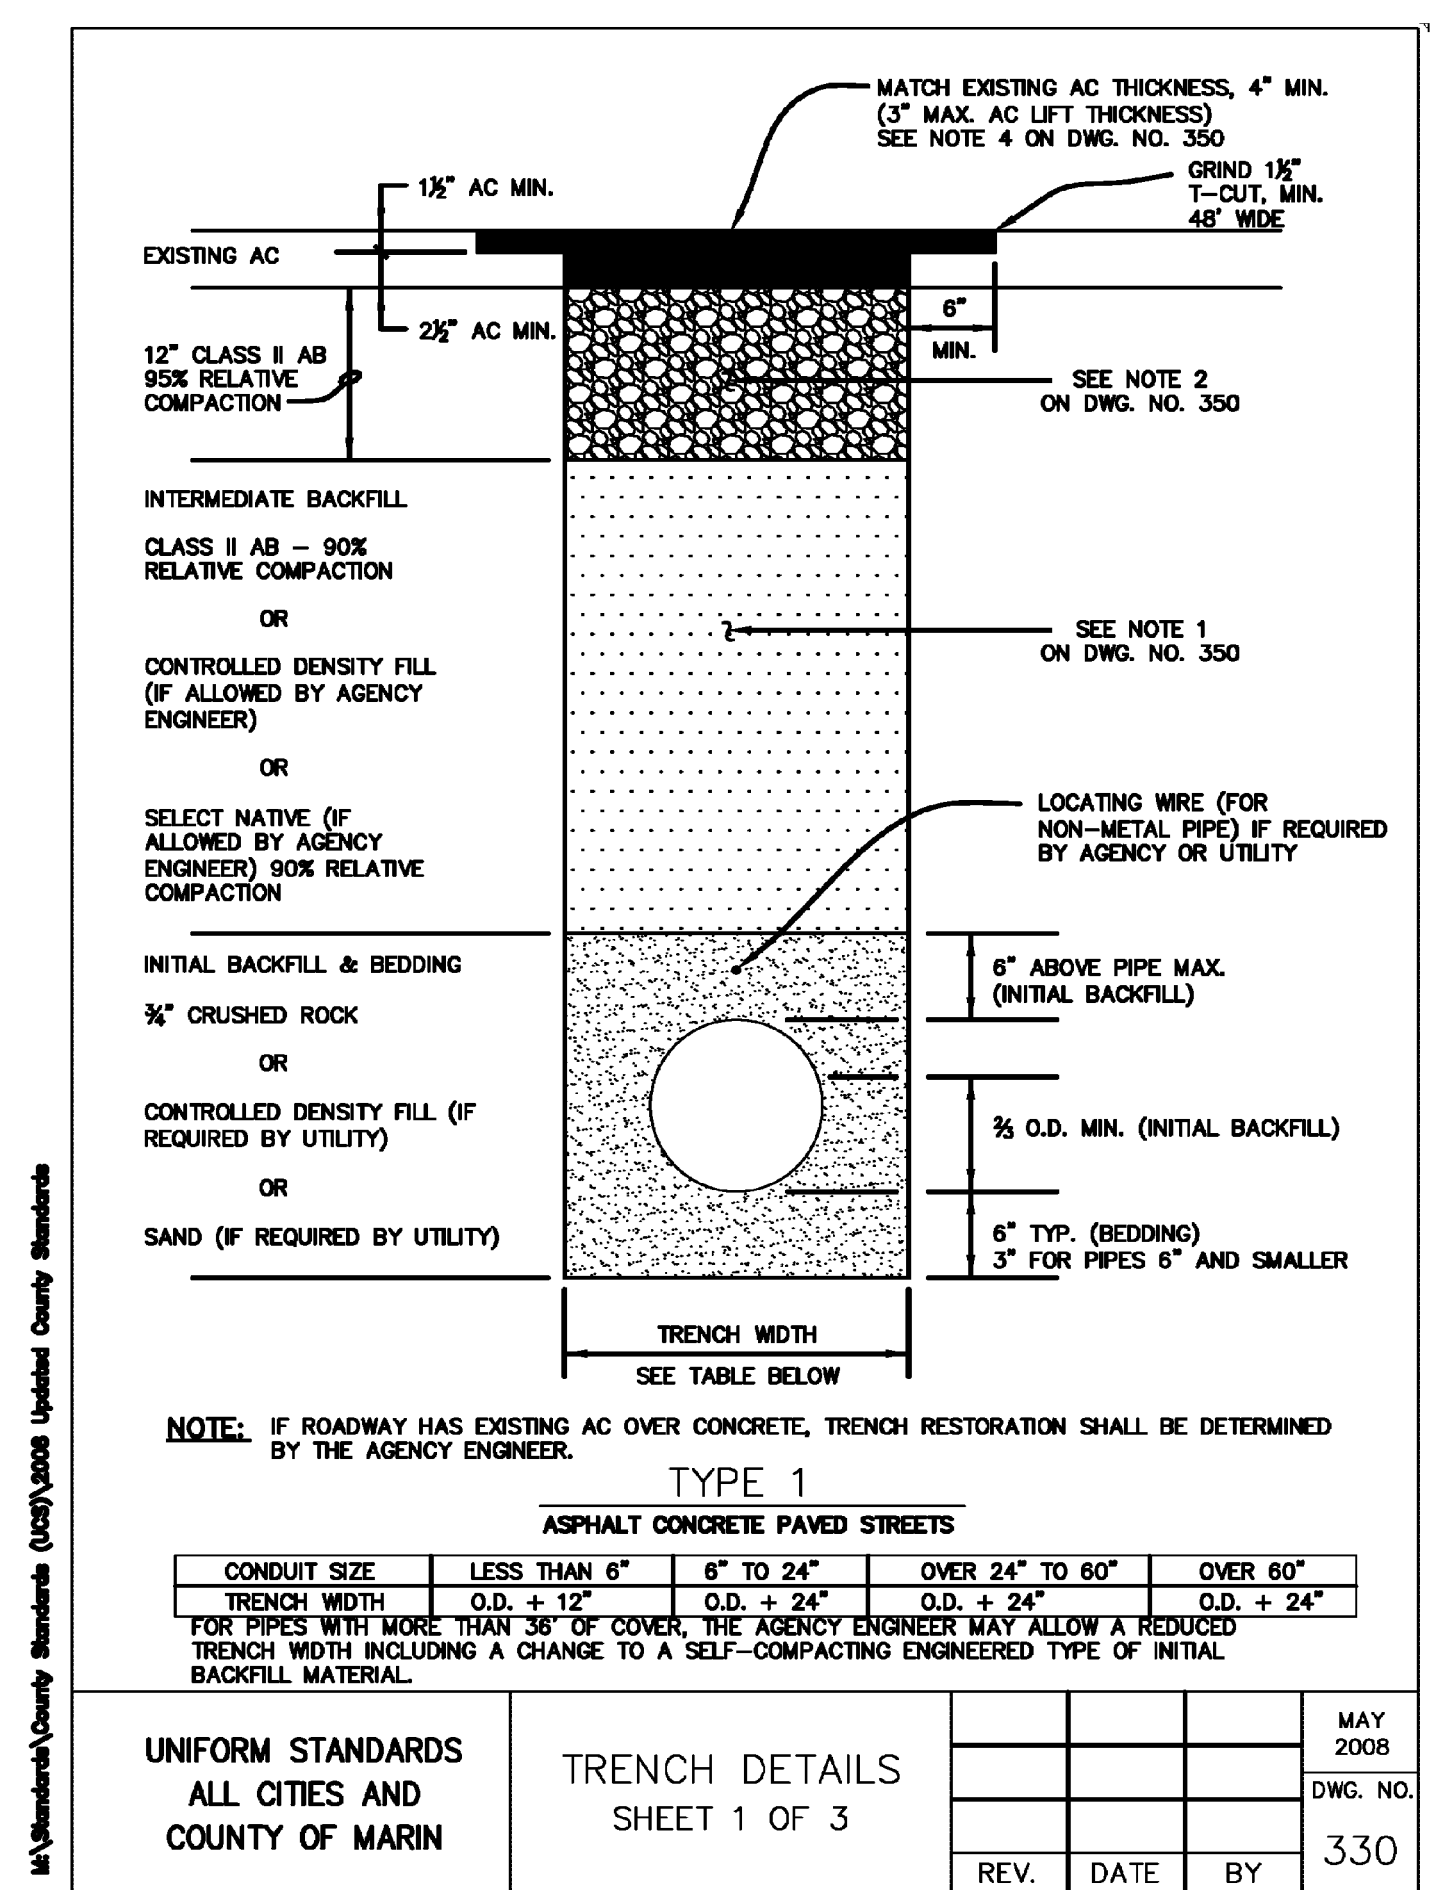 MATCH EXISTING AC THICKNESS, 4" MIN.
(3" MAX. AC LIFT THICKNESS)
SEE NOTE 4 ON DWG. NO. 350
GRIND 1½"
T-CUT, MIN.
48' WIDE
1½" AC MIN.
EXISTING AC
2½" AC MIN.
6"
MIN.
12" CLASS II AB
95% RELATIVE
COMPACTION
SEE NOTE 2
ON DWG. NO. 350
INTERMEDIATE BACKFILL
CLASS II AB - 90%
RELATIVE COMPACTION
OR
CONTROLLED DENSITY FILL
(IF ALLOWED BY AGENCY
ENGINEER)
OR
SELECT NATIVE (IF
ALLOWED BY AGENCY
ENGINEER) 90% RELATIVE
COMPACTION
SEE NOTE 1
ON DWG. NO. 350
LOCATING WIRE (FOR
NON-METAL PIPE) IF REQUIRED
BY AGENCY OR UTILITY
INITIAL BACKFILL & BEDDING
¾" CRUSHED ROCK
OR
CONTROLLED DENSITY FILL (IF
REQUIRED BY UTILITY)
OR
SAND (IF REQUIRED BY UTILITY)
6" ABOVE PIPE MAX.
(INITIAL BACKFILL)
⅔ O.D. MIN. (INITIAL BACKFILL)
6" TYP. (BEDDING)
3" FOR PIPES 6" AND SMALLER
TRENCH WIDTH
SEE TABLE BELOW
NOTE: IF ROADWAY HAS EXISTING AC OVER CONCRETE, TRENCH RESTORATION SHALL BE DETERMINED
BY THE AGENCY ENGINEER.
TYPE 1
ASPHALT CONCRETE PAVED STREETS
CONDUIT SIZE LESS THAN 6" 6" TO 24" OVER 24" TO 60" OVER 60"
TRENCH WIDTH O.D. + 12" O.D. + 24" O.D. + 24" O.D. + 24"
FOR PIPES WITH MORE THAN 36' OF COVER, THE AGENCY ENGINEER MAY ALLOW A REDUCED
TRENCH WIDTH INCLUDING A CHANGE TO A SELF-COMPACTING ENGINEERED TYPE OF INITIAL
BACKFILL MATERIAL.
UNIFORM STANDARDS
ALL CITIES AND
COUNTY OF MARIN
TRENCH DETAILS
SHEET 1 OF 3
REV. DATE BY
MAY
2008
DWG. NO.
330
M:\Standards\County Standards (UCS)\2008 Updated County Standards